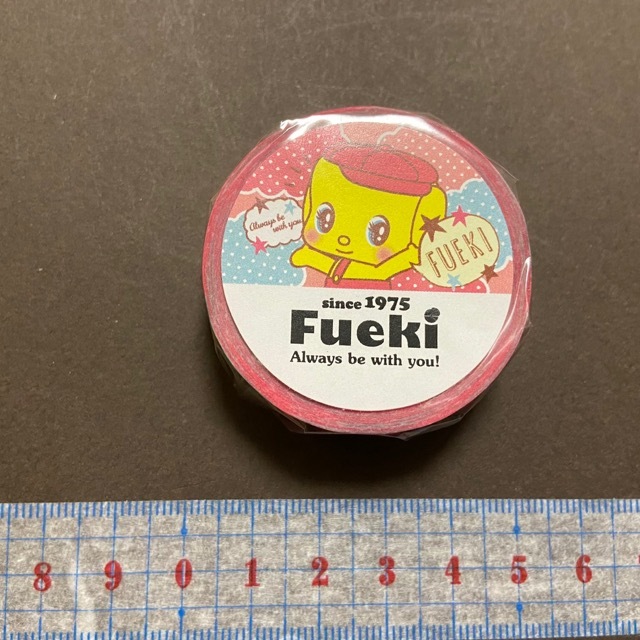 Always be
with you
FUEKI
since 1975
Fueki
Always be with you!
8 9 0 1 2 3 4 5 6